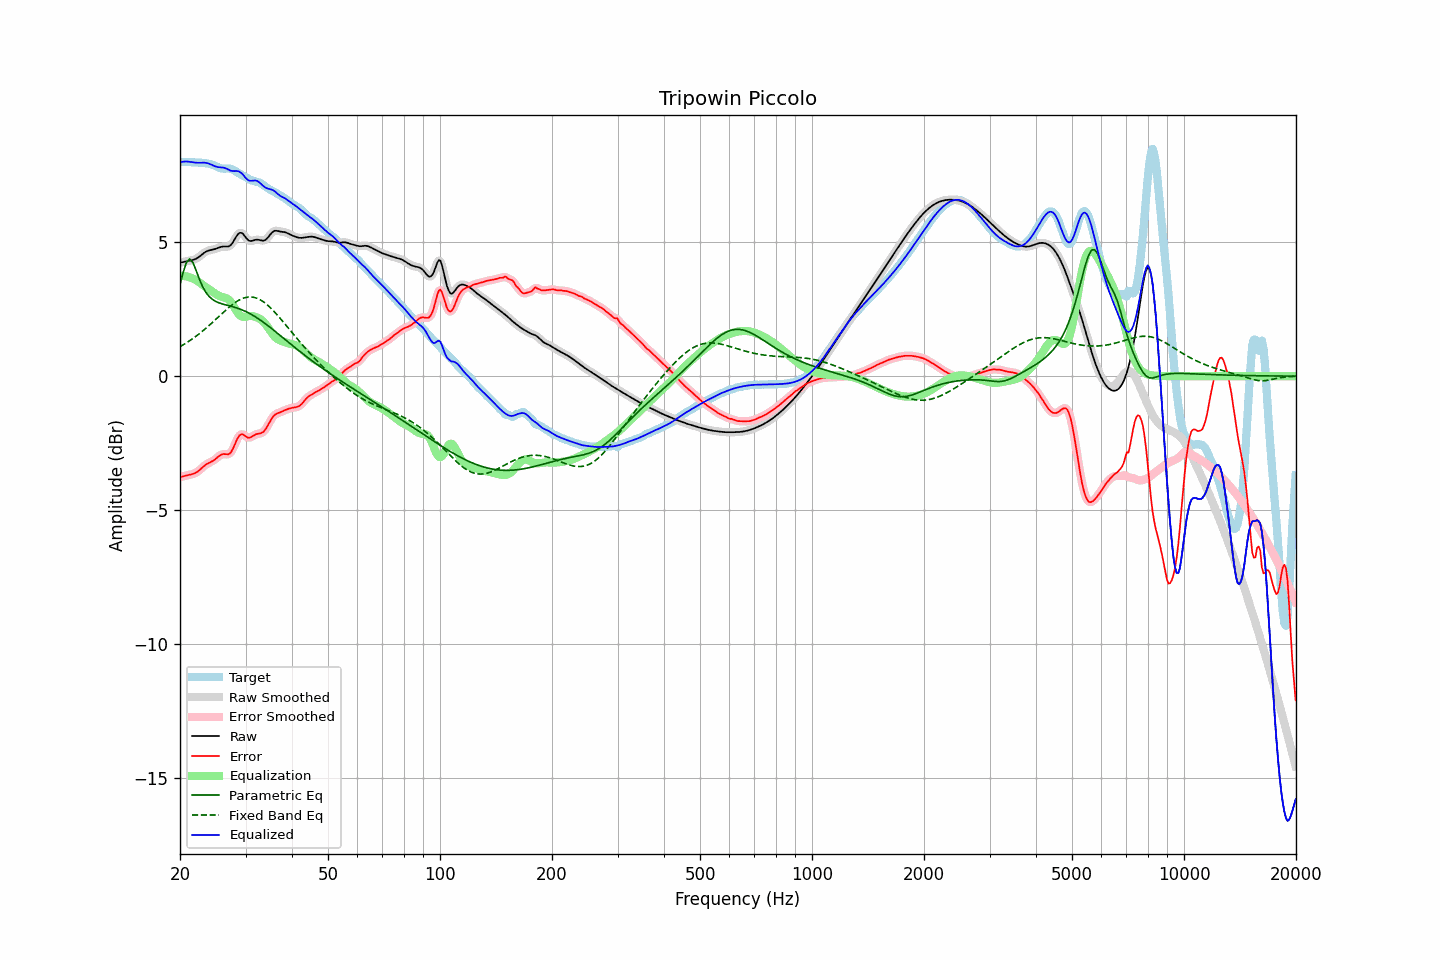 Tripowin Piccolo
Amplitude (dBr)
5
0
−5
−10
−15
Target
Raw Smoothed
Error Smoothed
Raw
Error
Equalization
Parametric Eq
Fixed Band Eq
Equalized
20 50 100 200 500 1000 2000 5000 10000 20000
Frequency (Hz)